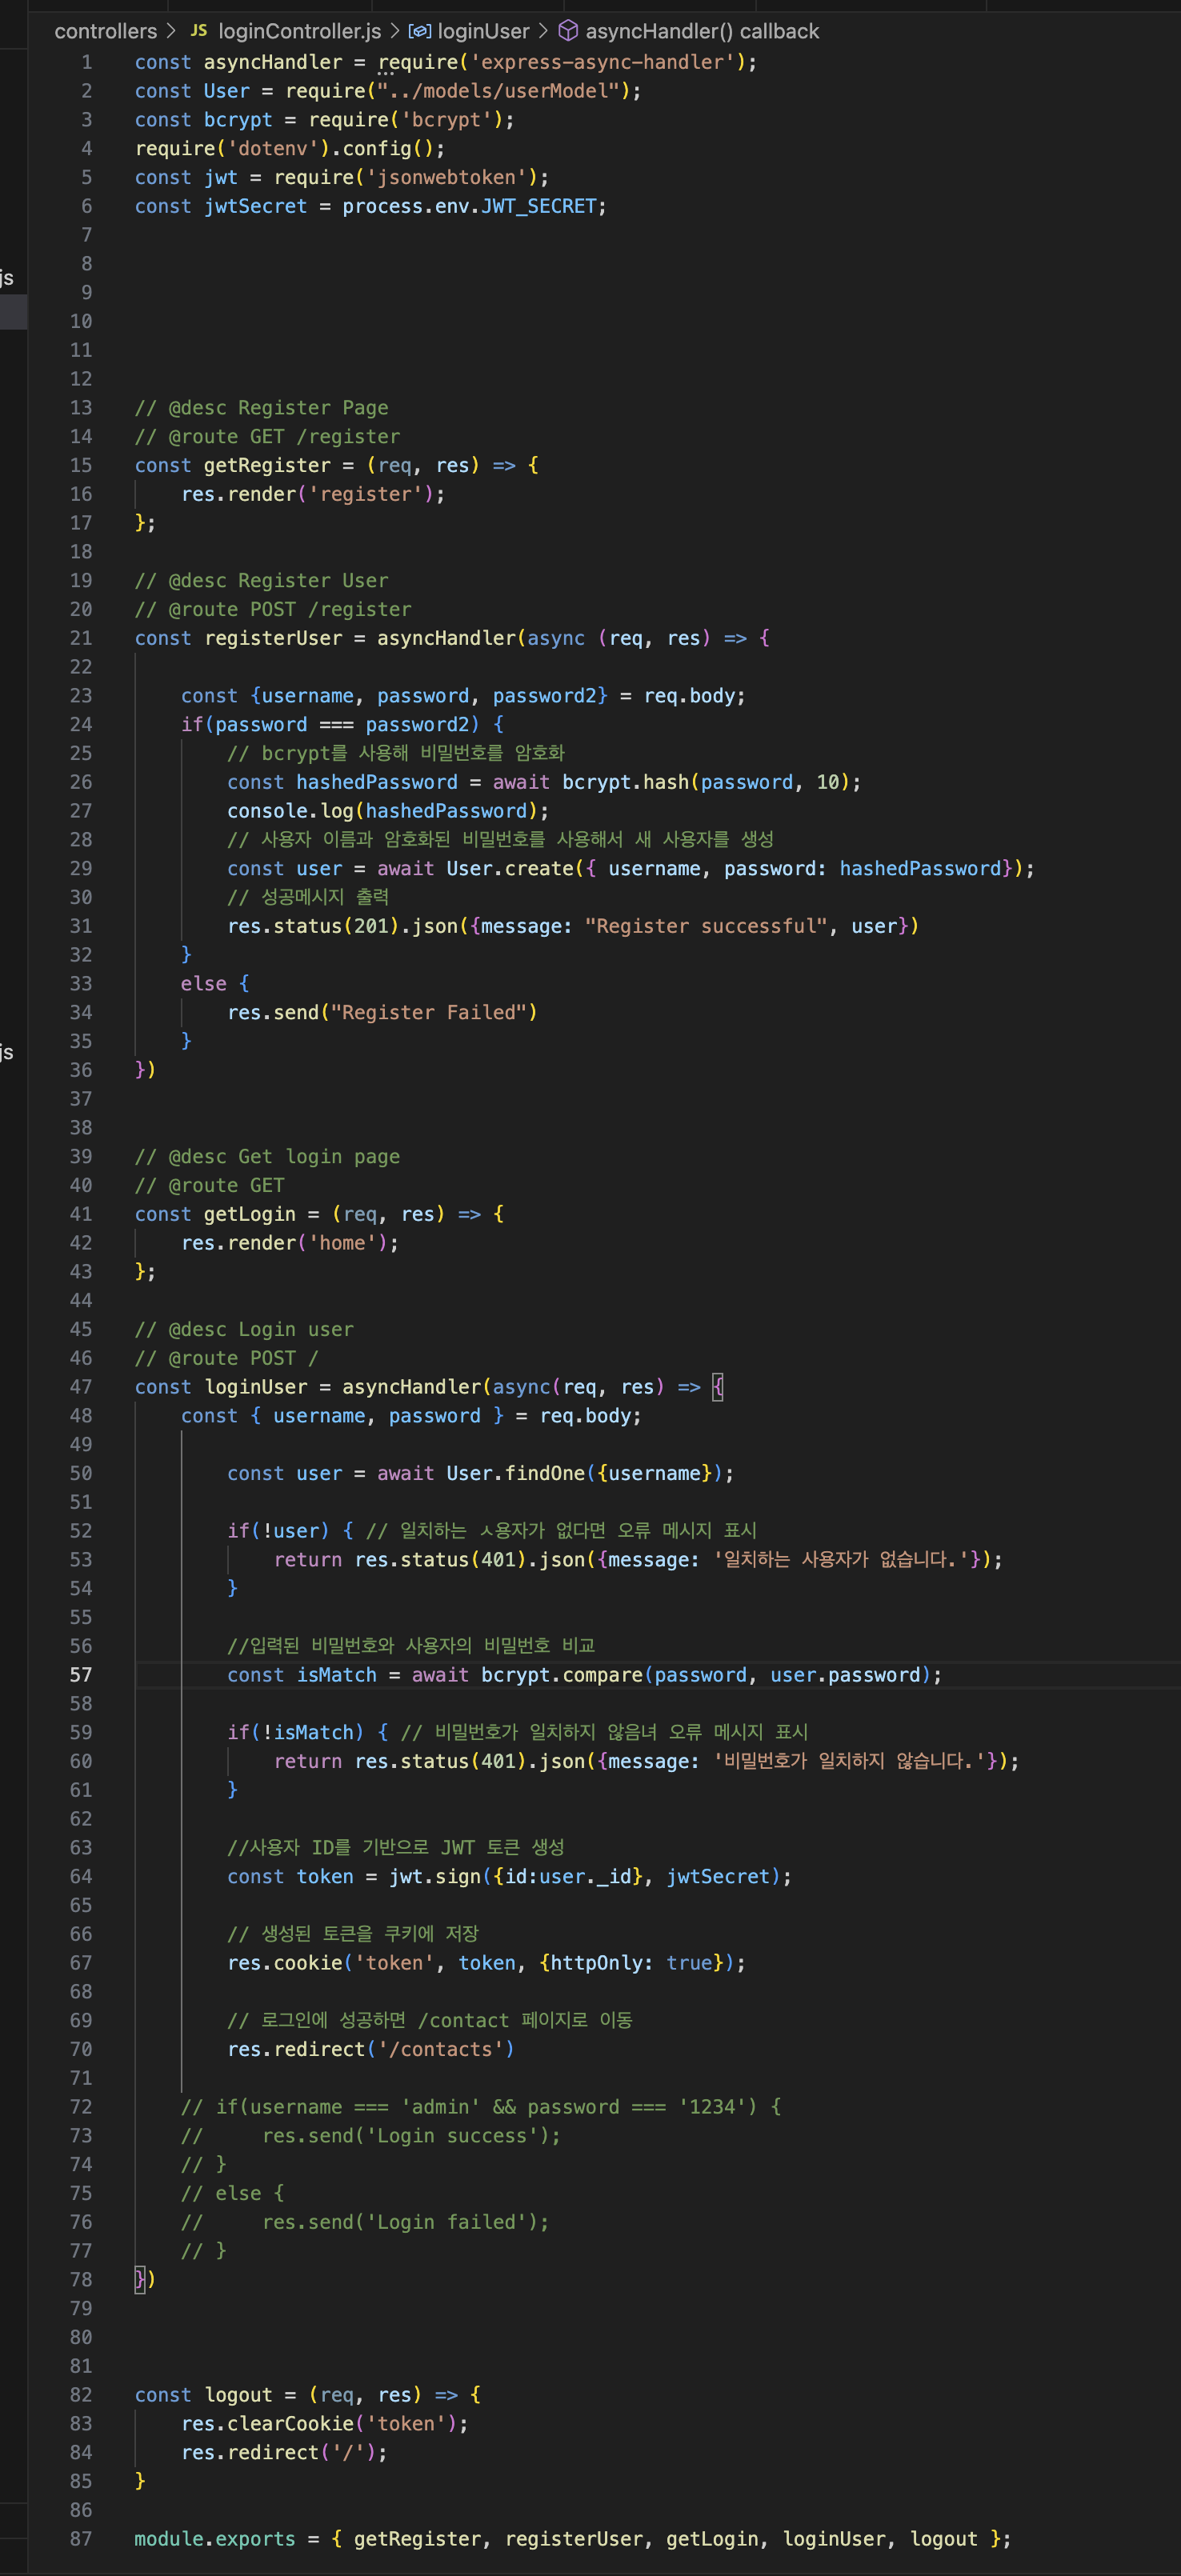 controllers > JS loginController.js > loginUser > asyncHandler() callback
1 const asyncHandler = require('express-async-handler');
2 const User = require("../models/userModel");
3 const bcrypt = require('bcrypt');
4 require('dotenv').config();
5 const jwt = require('jsonwebtoken');
6 const jwtSecret = process.env.JWT_SECRET;
7
8
js
9
10
11
12
13 // @desc Register Page
14 // @route GET /register
15 const getRegister = (req, res) => {
16 res.render('register');
17 };
18
19 // @desc Register User
20 // @route POST /register
21 const registerUser = asyncHandler(async (req, res) => {
22
23 const {username, password, password2} = req.body;
24 if(password === password2) {
25 // bcrypt를 사용해 비밀번호를 암호화
26 const hashedPassword = await bcrypt.hash(password, 10);
27 console.log(hashedPassword);
28 // 사용자 이름과 암호화된 비밀번호를 사용해서 새 사용자를 생성
29 const user = await User.create({ username, password: hashedPassword});
30 // 성공메시지 출력
31 res.status(201).json({message: "Register successful", user})
32 }
33 else {
34 res.send("Register Failed")
35 }
js
36 })
37
38
39 // @desc Get login page
40 // @route GET
41 const getLogin = (req, res) => {
42 res.render('home');
43 };
44
45 // @desc Login user
46 // @route POST /
47 const loginUser = asyncHandler(async(req, res) => {
48 const { username, password } = req.body;
49
50 const user = await User.findOne({username});
51
52 if(!user) { // 일치하는 ㅅ용자가 없다면 오류 메시지 표시
53 return res.status(401).json({message: '일치하는 사용자가 없습니다.'});
54 }
55
56 //입력된 비밀번호와 사용자의 비밀번호 비교
57 const isMatch = await bcrypt.compare(password, user.password);
58
59 if(!isMatch) { // 비밀번호가 일치하지 않음녀 오류 메시지 표시
60 return res.status(401).json({message: '비밀번호가 일치하지 않습니다.'});
61 }
62
63 //사용자 ID를 기반으로 JWT 토큰 생성
64 const token = jwt.sign({id:user._id}, jwtSecret);
65
66 // 생성된 토큰을 쿠키에 저장
67 res.cookie('token', token, {httpOnly: true});
68
69 // 로그인에 성공하면 /contact 페이지로 이동
70 res.redirect('/contacts')
71
72 // if(username === 'admin' && password === '1234') {
73 // res.send('Login success');
74 // }
75 // else {
76 // res.send('Login failed');
77 // }
78 })
79
80
81
82 const logout = (req, res) => {
83 res.clearCookie('token');
84 res.redirect('/');
85 }
86
87 module.exports = { getRegister, registerUser, getLogin, loginUser, logout };